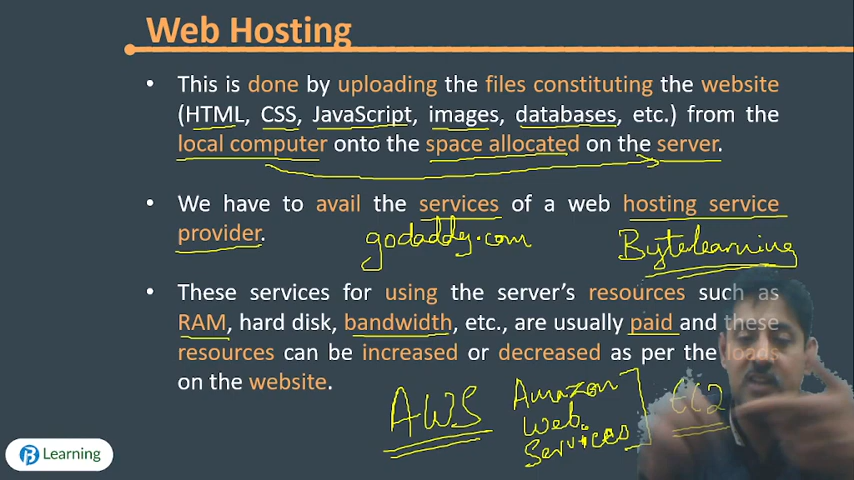 Web Hosting
• This is done by uploading the files constituting the website
(HTML, CSS, JavaScript, images, databases, etc.) from the
local computer onto the space allocated on the server.
• We have to avail the services of a web hosting service
provider.
godaddy.com
Bytelearning
• These services for using the server's resources such as
RAM, hard disk, bandwidth, etc., are usually paid and these
resources can be increased or decreased as per the loads
on the website.
AWS
Amazon
Web
Services
EC2
B Learning